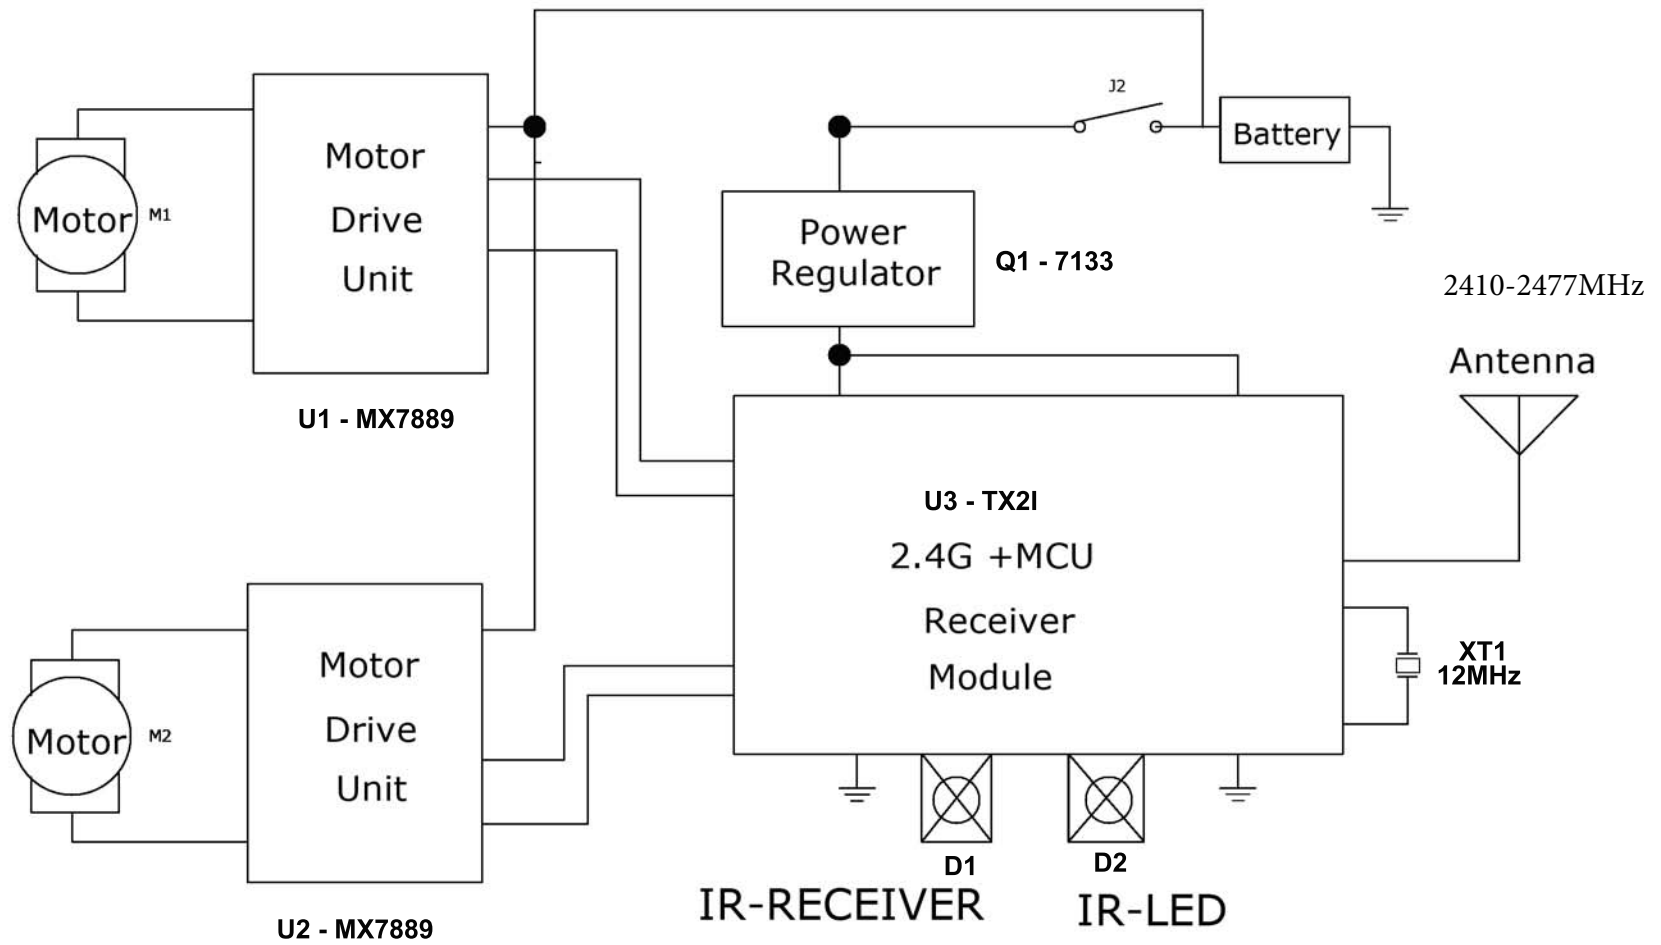 J2
Battery
Motor
Drive
Unit
Motor
M1
Power
Regulator
Q1 - 7133
2410-2477MHz
Antenna
U1 - MX7889
U3 - TX2I
2.4G +MCU
Receiver
Module
XT1
12MHz
Motor
Drive
Unit
Motor
M2
D1
D2
IR-RECEIVER
IR-LED
U2 - MX7889